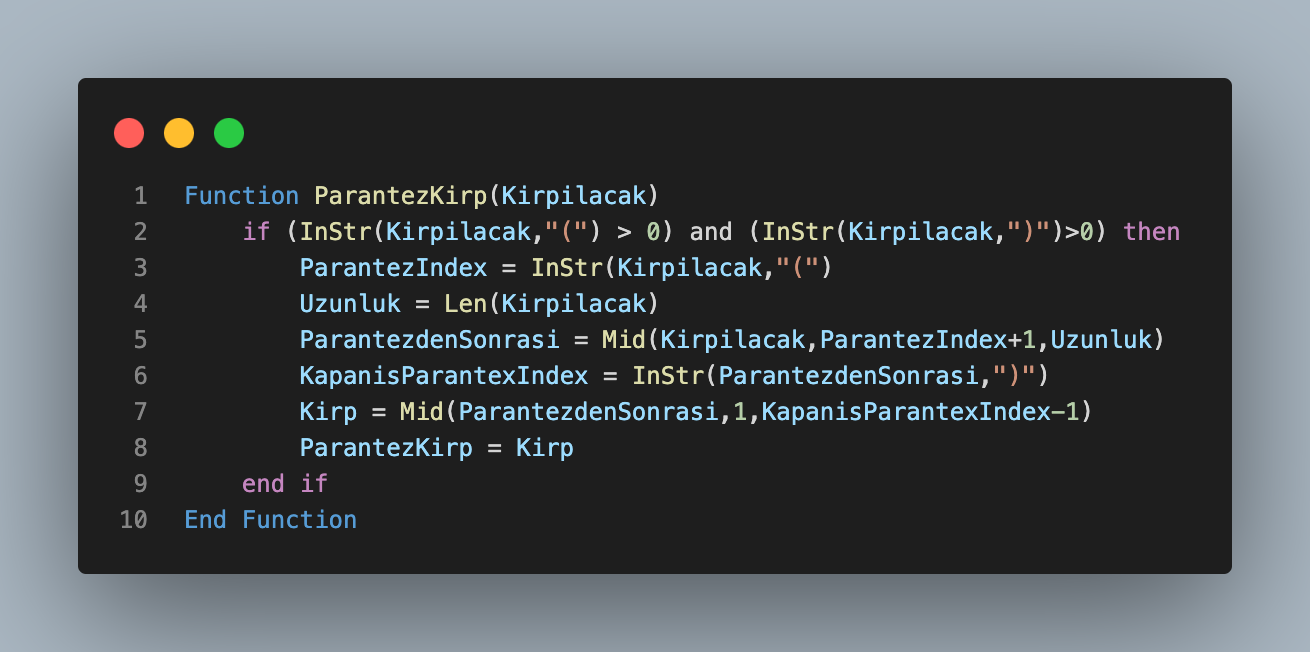 1 Function ParantezKirp(Kirpilacak)
2     if (InStr(Kirpilacak,"(") > 0) and (InStr(Kirpilacak,")")>0) then
3         ParantezIndex = InStr(Kirpilacak,"(")
4         Uzunluk = Len(Kirpilacak)
5         ParantezdenSonrasi = Mid(Kirpilacak,ParantezIndex+1,Uzunluk)
6         KapanisParantexIndex = InStr(ParantezdenSonrasi,")")
7         Kirp = Mid(ParantezdenSonrasi,1,KapanisParantexIndex-1)
8         ParantezKirp = Kirp
9     end if
10 End Function